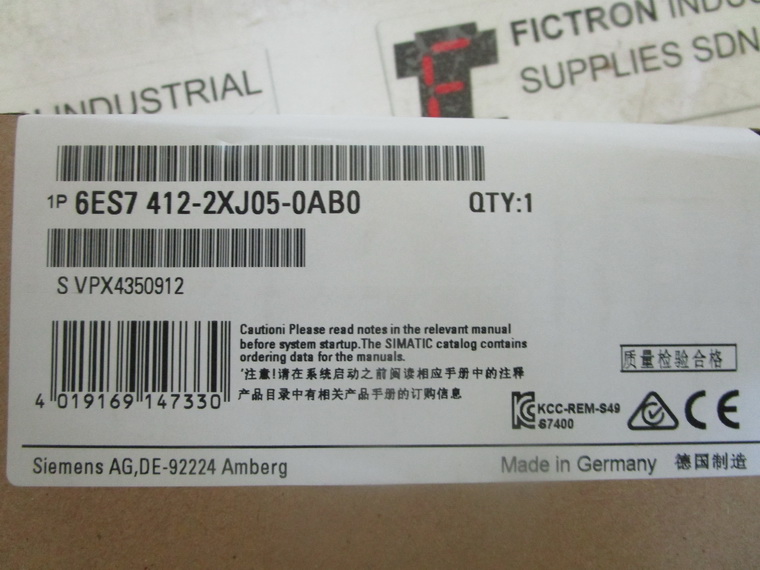 INDUSTRIAL
FICTRON INDUS
SUPPLIES SDN
1P 6ES7 412-2XJ05-0AB0 QTY:1
S VPX4350912
Cautioni Please read notes in the relevant manual
before system startup.The SIMATIC catalog contains
ordering data for the manuals.
'注意!请在系统启动之前阅读相应手册中的注释
产品目录中有相关产品手册的订购信息
4 019169 147330
质量检验合格
KCC-REM-S49
S7400
CE
Siemens AG,DE-92224 Amberg
Made in Germany 德国制造